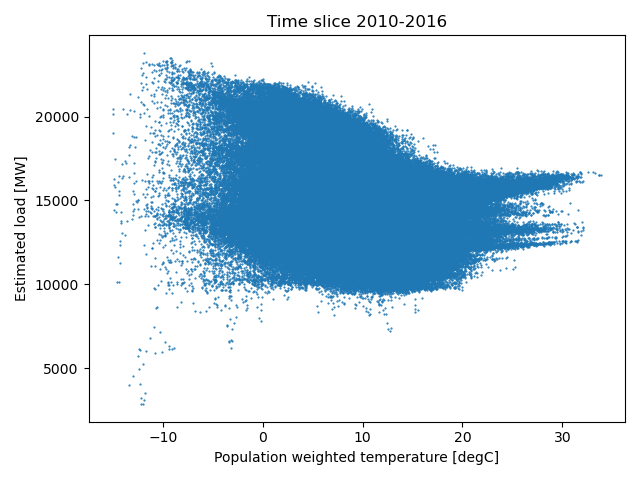 Time slice 2010-2016
20000
15000
10000
5000
Estimated load [MW]
−10 0 10 20 30
Population weighted temperature [degC]